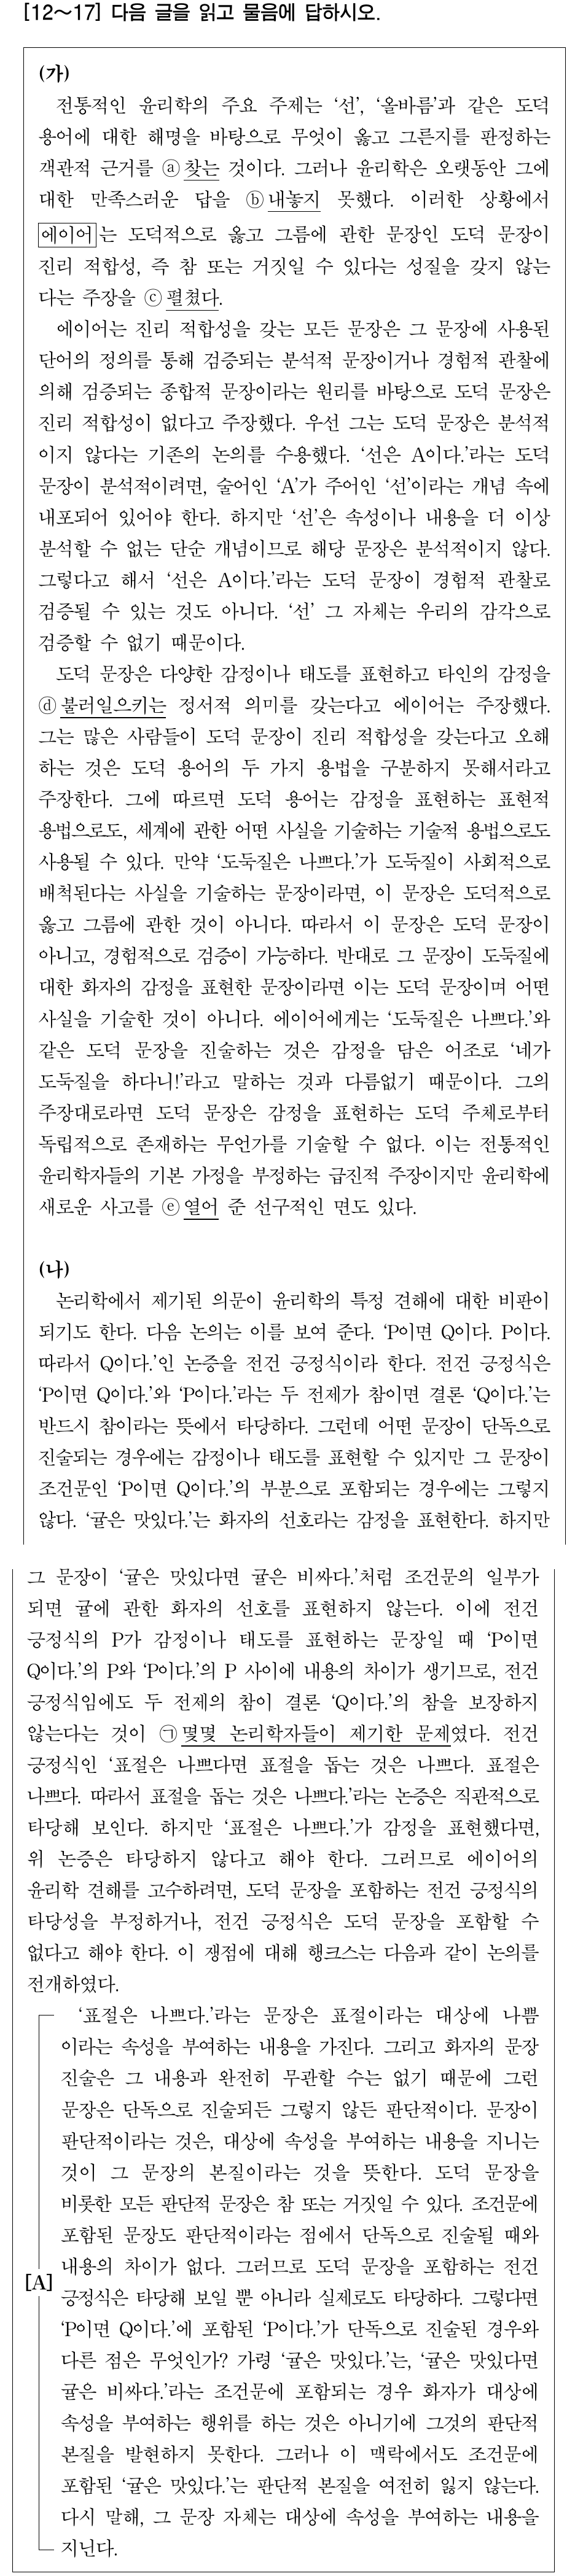 [12～17] 다음 글을 읽고 물음에 답하시오.
(가)
전통적인 윤리학의 주요 주제는 ‘선’, ‘올바름’과 같은 도덕
용어에 대한 해명을 바탕으로 무엇이 옳고 그른지를 판정하는
객관적 근거를 ⓐ찾는 것이다. 그러나 윤리학은 오랫동안 그에
대한 만족스러운 답을 ⓑ내놓지 못했다. 이러한 상황에서
에이어는 도덕적으로 옳고 그름에 관한 문장인 도덕 문장이
진리 적합성, 즉 참 또는 거짓일 수 있다는 성질을 갖지 않는
다는 주장을 ⓒ펼쳤다.
에이어는 진리 적합성을 갖는 모든 문장은 그 문장에 사용된
단어의 정의를 통해 검증되는 분석적 문장이거나 경험적 관찰에
의해 검증되는 종합적 문장이라는 원리를 바탕으로 도덕 문장은
진리 적합성이 없다고 주장했다. 우선 그는 도덕 문장은 분석적
이지 않다는 기존의 논의를 수용했다. ‘선은 A이다.’라는 도덕
문장이 분석적이려면, 술어인 ‘A’가 주어인 ‘선’이라는 개념 속에
내포되어 있어야 한다. 하지만 ‘선’은 속성이나 내용을 더 이상
분석할 수 없는 단순 개념이므로 해당 문장은 분석적이지 않다.
그렇다고 해서 ‘선은 A이다.’라는 도덕 문장이 경험적 관찰로
검증될 수 있는 것도 아니다. ‘선’ 그 자체는 우리의 감각으로
검증할 수 없기 때문이다.
도덕 문장은 다양한 감정이나 태도를 표현하고 타인의 감정을
ⓓ불러일으키는 정서적 의미를 갖는다고 에이어는 주장했다.
그는 많은 사람들이 도덕 문장이 진리 적합성을 갖는다고 오해
하는 것은 도덕 용어의 두 가지 용법을 구분하지 못해서라고
주장한다. 그에 따르면 도덕 용어는 감정을 표현하는 표현적
용법으로도, 세계에 관한 어떤 사실을 기술하는 기술적 용법으로도
사용될 수 있다. 만약 ‘도둑질은 나쁘다.’가 도둑질이 사회적으로
배척된다는 사실을 기술하는 문장이라면, 이 문장은 도덕적으로
옳고 그름에 관한 것이 아니다. 따라서 이 문장은 도덕 문장이
아니고, 경험적으로 검증이 가능하다. 반대로 그 문장이 도둑질에
대한 화자의 감정을 표현한 문장이라면 이는 도덕 문장이며 어떤
사실을 기술한 것이 아니다. 에이어에게는 ‘도둑질은 나쁘다.’와
같은 도덕 문장을 진술하는 것은 감정을 담은 어조로 ‘네가
도둑질을 하다니!’라고 말하는 것과 다름없기 때문이다. 그의
주장대로라면 도덕 문장은 감정을 표현하는 도덕 주체로부터
독립적으로 존재하는 무언가를 기술할 수 없다. 이는 전통적인
윤리학자들의 기본 가정을 부정하는 급진적 주장이지만 윤리학에
새로운 사고를 ⓔ열어 준 선구적인 면도 있다.
(나)
논리학에서 제기된 의문이 윤리학의 특정 견해에 대한 비판이
되기도 한다. 다음 논의는 이를 보여 준다. ‘P이면 Q이다. P이다.
따라서 Q이다.’인 논증을 전건 긍정식이라 한다. 전건 긍정식은
‘P이면 Q이다.’와 ‘P이다.’라는 두 전제가 참이면 결론 ‘Q이다.’는
반드시 참이라는 뜻에서 타당하다. 그런데 어떤 문장이 단독으로
진술되는 경우에는 감정이나 태도를 표현할 수 있지만 그 문장이
조건문인 ‘P이면 Q이다.’의 부분으로 포함되는 경우에는 그렇지
않다. ‘귤은 맛있다.’는 화자의 선호라는 감정을 표현한다. 하지만
그 문장이 ‘귤은 맛있다면 귤은 비싸다.’처럼 조건문의 일부가
되면 귤에 관한 화자의 선호를 표현하지 않는다. 이에 전건
긍정식의 P가 감정이나 태도를 표현하는 문장일 때 ‘P이면
Q이다.’의 P와 ‘P이다.’의 P 사이에 내용의 차이가 생기므로, 전건
긍정식임에도 두 전제의 참이 결론 ‘Q이다.’의 참을 보장하지
않는다는 것이 ㉠몇몇 논리학자들이 제기한 문제였다. 전건
긍정식인 ‘표절은 나쁘다면 표절을 돕는 것은 나쁘다. 표절은
나쁘다. 따라서 표절을 돕는 것은 나쁘다.’라는 논증은 직관적으로
타당해 보인다. 하지만 ‘표절은 나쁘다.’가 감정을 표현했다면,
위 논증은 타당하지 않다고 해야 한다. 그러므로 에이어의
윤리학 견해를 고수하려면, 도덕 문장을 포함하는 전건 긍정식의
타당성을 부정하거나, 전건 긍정식은 도덕 문장을 포함할 수
없다고 해야 한다. 이 쟁점에 대해 행크스는 다음과 같이 논의를
전개하였다.
‘표절은 나쁘다.’라는 문장은 표절이라는 대상에 나쁨
이라는 속성을 부여하는 내용을 가진다. 그리고 화자의 문장
진술은 그 내용과 완전히 무관할 수는 없기 때문에 그런
문장은 단독으로 진술되든 그렇지 않든 판단적이다. 문장이
판단적이라는 것은, 대상에 속성을 부여하는 내용을 지니는
것이 그 문장의 본질이라는 것을 뜻한다. 도덕 문장을
비롯한 모든 판단적 문장은 참 또는 거짓일 수 있다. 조건문에
포함된 문장도 판단적이라는 점에서 단독으로 진술될 때와
내용의 차이가 없다. 그러므로 도덕 문장을 포함하는 전건
[A]
긍정식은 타당해 보일 뿐 아니라 실제로도 타당하다. 그렇다면
‘P이면 Q이다.’에 포함된 ‘P이다.’가 단독으로 진술된 경우와
다른 점은 무엇인가? 가령 ‘귤은 맛있다.’는, ‘귤은 맛있다면
귤은 비싸다.’라는 조건문에 포함되는 경우 화자가 대상에
속성을 부여하는 행위를 하는 것은 아니기에 그것의 판단적
본질을 발현하지 못한다. 그러나 이 맥락에서도 조건문에
포함된 ‘귤은 맛있다.’는 판단적 본질을 여전히 잃지 않는다.
다시 말해, 그 문장 자체는 대상에 속성을 부여하는 내용을
지닌다.